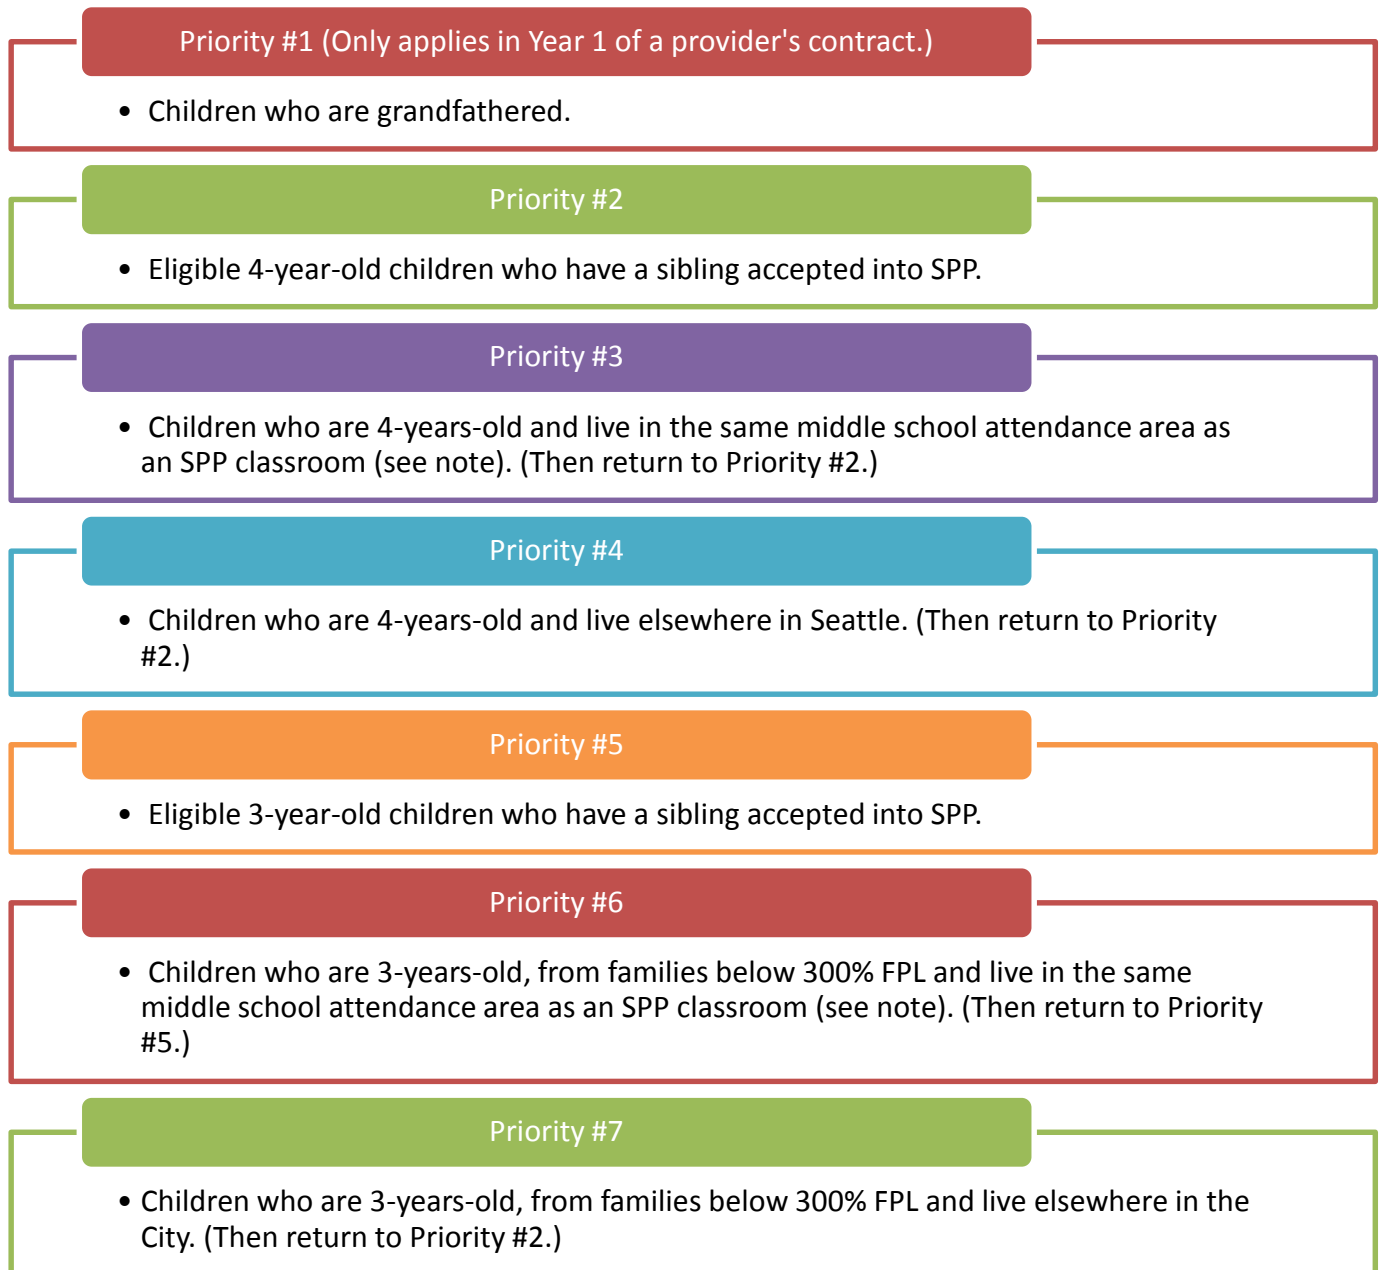 Priority #1 (Only applies in Year 1 of a provider's contract.)
• Children who are grandfathered.
Priority #2
• Eligible 4-year-old children who have a sibling accepted into SPP.
Priority #3
• Children who are 4-years-old and live in the same middle school attendance area as
an SPP classroom (see note). (Then return to Priority #2.)
Priority #4
• Children who are 4-years-old and live elsewhere in Seattle. (Then return to Priority
#2.)
Priority #5
• Eligible 3-year-old children who have a sibling accepted into SPP.
Priority #6
• Children who are 3-years-old, from families below 300% FPL and live in the same
middle school attendance area as an SPP classroom (see note). (Then return to Priority
#5.)
Priority #7
• Children who are 3-years-old, from families below 300% FPL and live elsewhere in the
City. (Then return to Priority #2.)